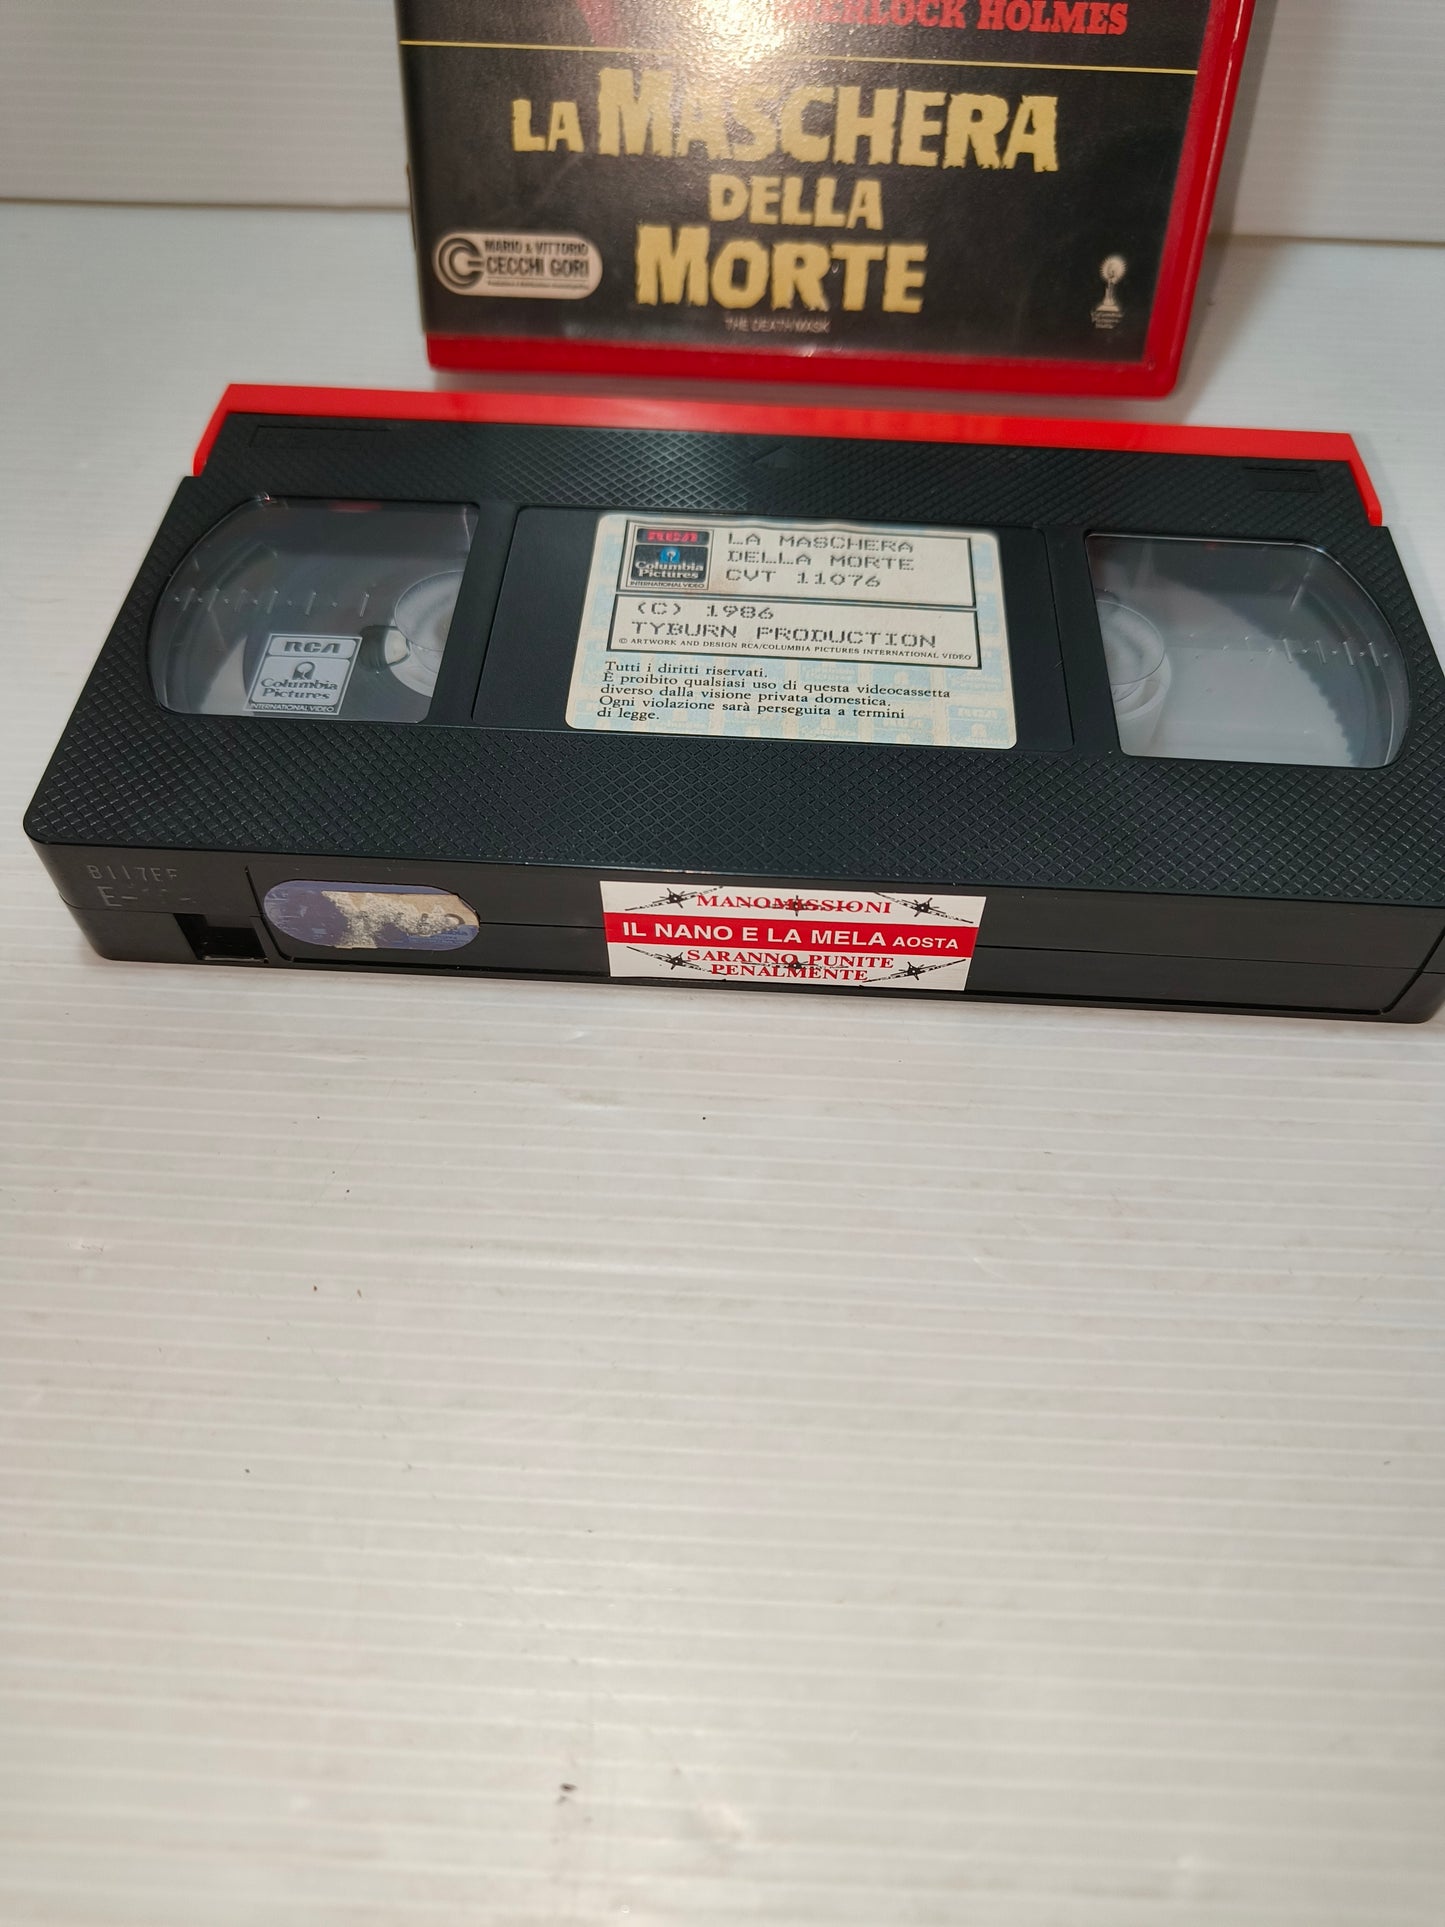 SHERLOCK HOLMES
LA MASCHERA
DELLA
MORTE
THE DEATH MASK
MARIO & VITTORIO
CECCHI GORI
Columbia
Pictures
RCA
Columbia
Pictures
INTERNATIONAL VIDEO
LA MASCHERA
DELLA MORTE
CVT 11076
(C) 1986
TYBURN PRODUCTION
© ARTWORK AND DESIGN RCA/COLUMBIA PICTURES INTERNATIONAL VIDEO
Tutti i diritti riservati.
È proibito qualsiasi uso di questa videocassetta
diverso dalla visione privata domestica.
Ogni violazione sarà perseguita a termini
di legge.
RCA
Columbia
Pictures
INTERNATIONAL VIDEO
MANOMISSIONI
IL NANO E LA MELA AOSTA
SARANNO PUNITE
PENALMENTE